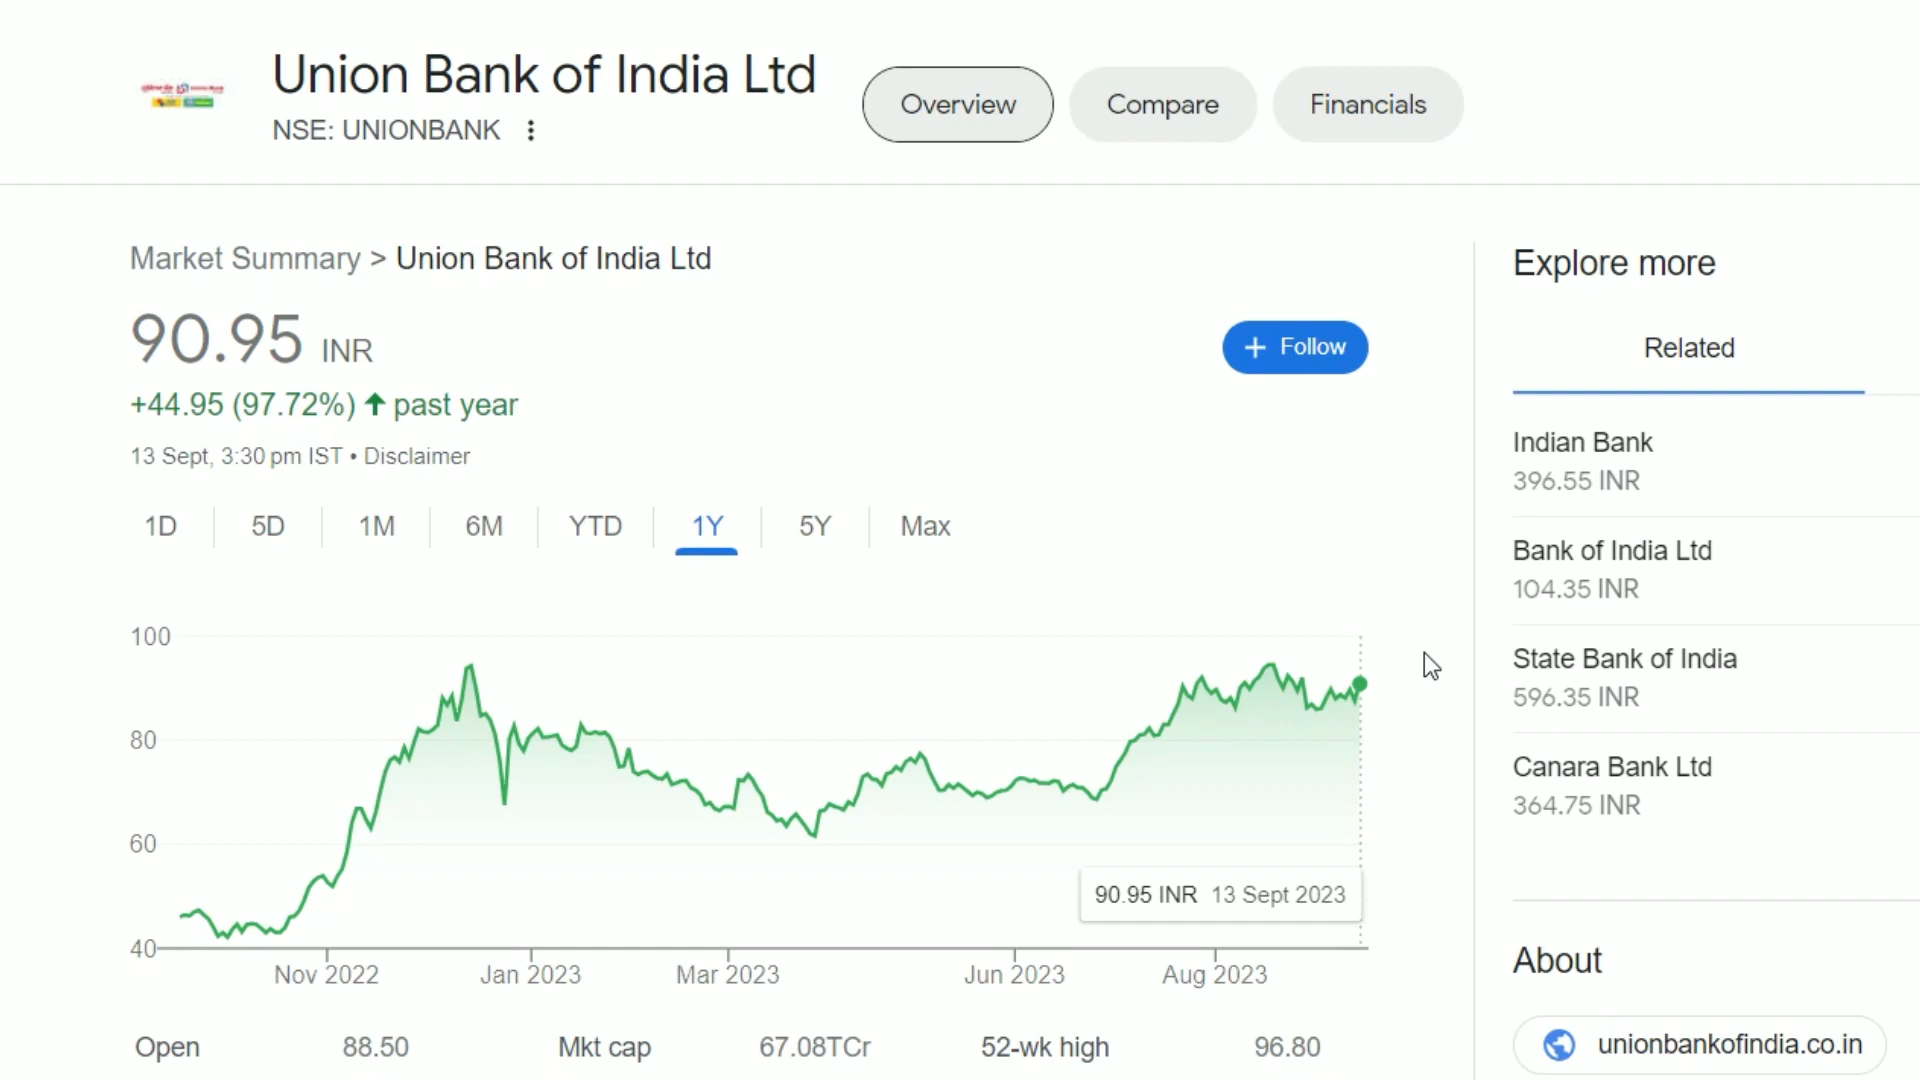 Union Bank of India Ltd
NSE: UNIONBANK
Overview
Compare
Financials
Market Summary > Union Bank of India Ltd
90.95 INR
+44.95 (97.72%) ↑ past year
13 Sept, 3:30 pm IST • Disclaimer
+ Follow
1D 5D 1M 6M YTD 1Y 5Y Max
100
80
60
40
90.95 INR 13 Sept 2023
Nov 2022 Jan 2023 Mar 2023 Jun 2023 Aug 2023
Open 88.50 Mkt cap 67.08TCr 52-wk high 96.80
Explore more
Related
Indian Bank
396.55 INR
Bank of India Ltd
104.35 INR
State Bank of India
596.35 INR
Canara Bank Ltd
364.75 INR
About
unionbankofindia.co.in